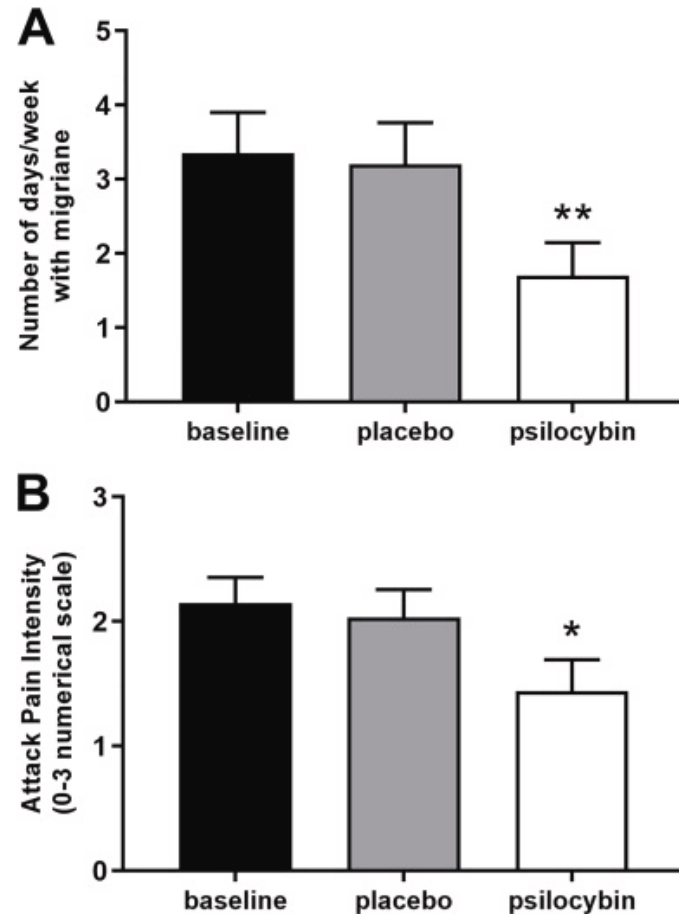 A
Number of days/week
with migriane
5
4
3
2
1
0
**
baseline placebo psilocybin
B
Attack Pain Intensity
(0-3 numerical scale)
3
2
1
0
*
baseline placebo psilocybin